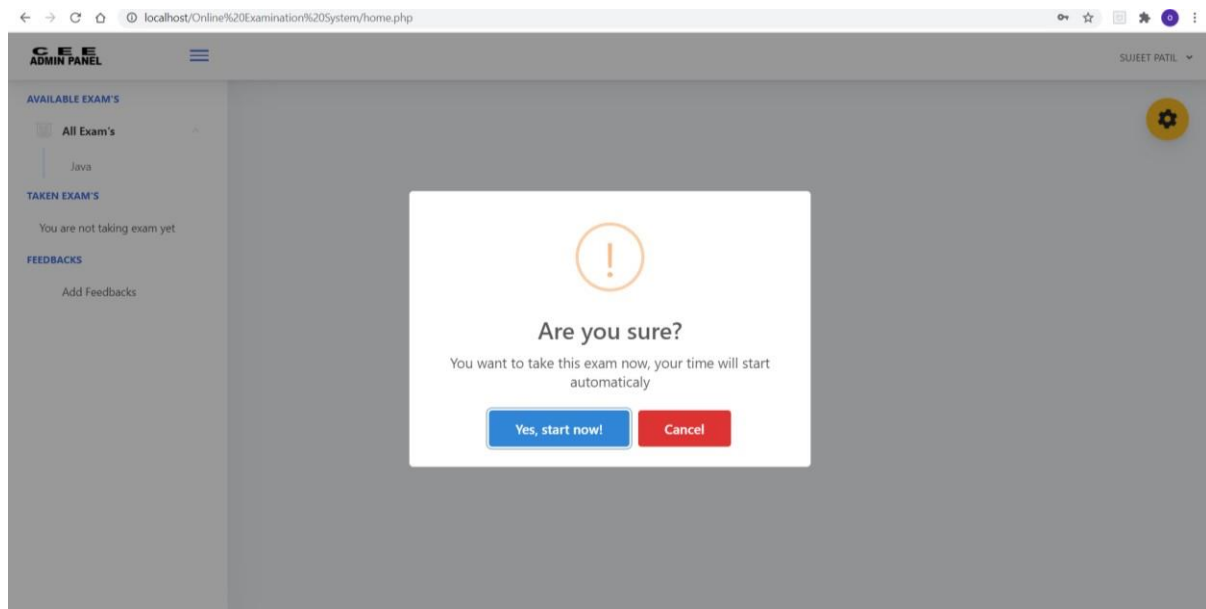 localhost/Online%20Examination%20System/home.php
O
C E E
ADMIN PANEL
SUJEET PATIL
AVAILABLE EXAM'S
All Exam's
Java
TAKEN EXAM'S
You are not taking exam yet
FEEDBACKS
Add Feedbacks
!
Are you sure?
You want to take this exam now, your time will start
automaticaly
Yes, start now!
Cancel